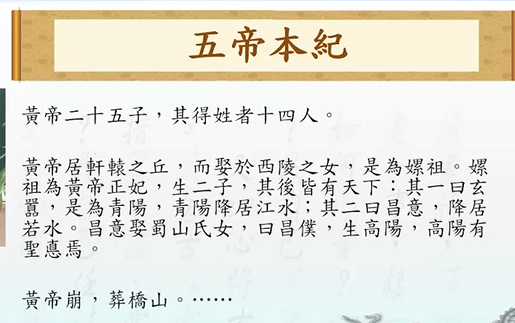 五帝本紀
黃帝二十五子，其得姓者十四人。
黃帝居軒轅之丘，而娶於西陵之女，是為嫘祖。嫘
祖為黃帝正妃，生二子，其後皆有天下：其一曰玄
囂，是為青陽，青陽降居江水；其二曰昌意，降居
若水。昌意娶蜀山氏女，曰昌僕，生高陽，高陽有
聖悳焉。
黃帝崩，葬橋山。……